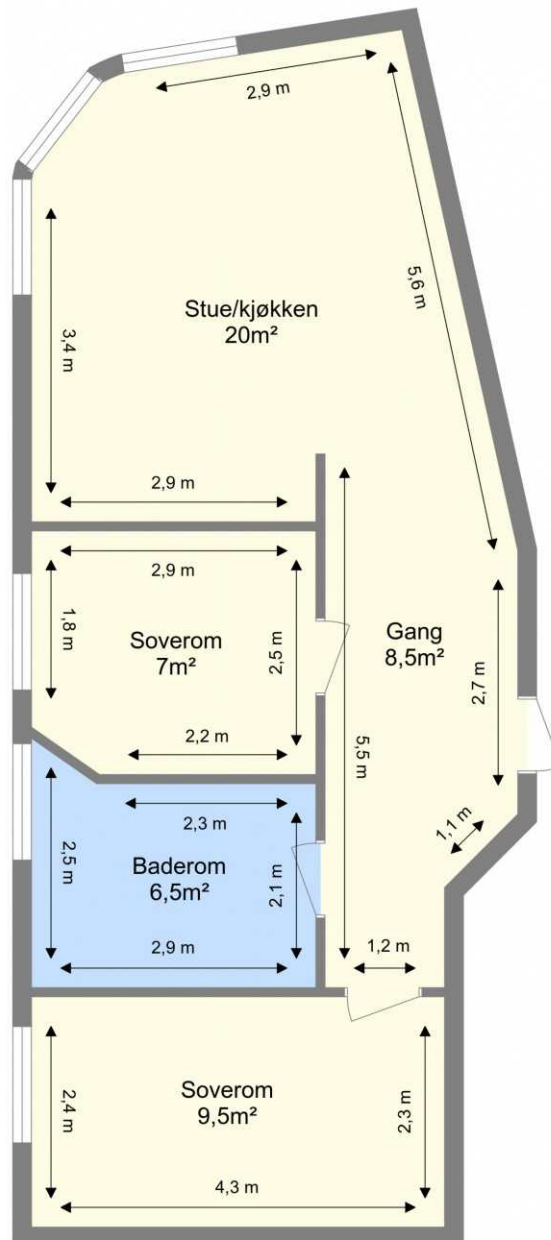 2,9 m
5,6 m
Stue/kjøkken
20m²
3,4 m
2,9 m
2,9 m
1,8 m
Soverom
7m²
2,5 m
2,2 m
Gang
8,5m²
2,7 m
5,5 m
1,1 m
2,3 m
2,5 m
Baderom
6,5m²
2,1 m
2,9 m
1,2 m
Soverom
9,5m²
2,4 m
2,3 m
4,3 m